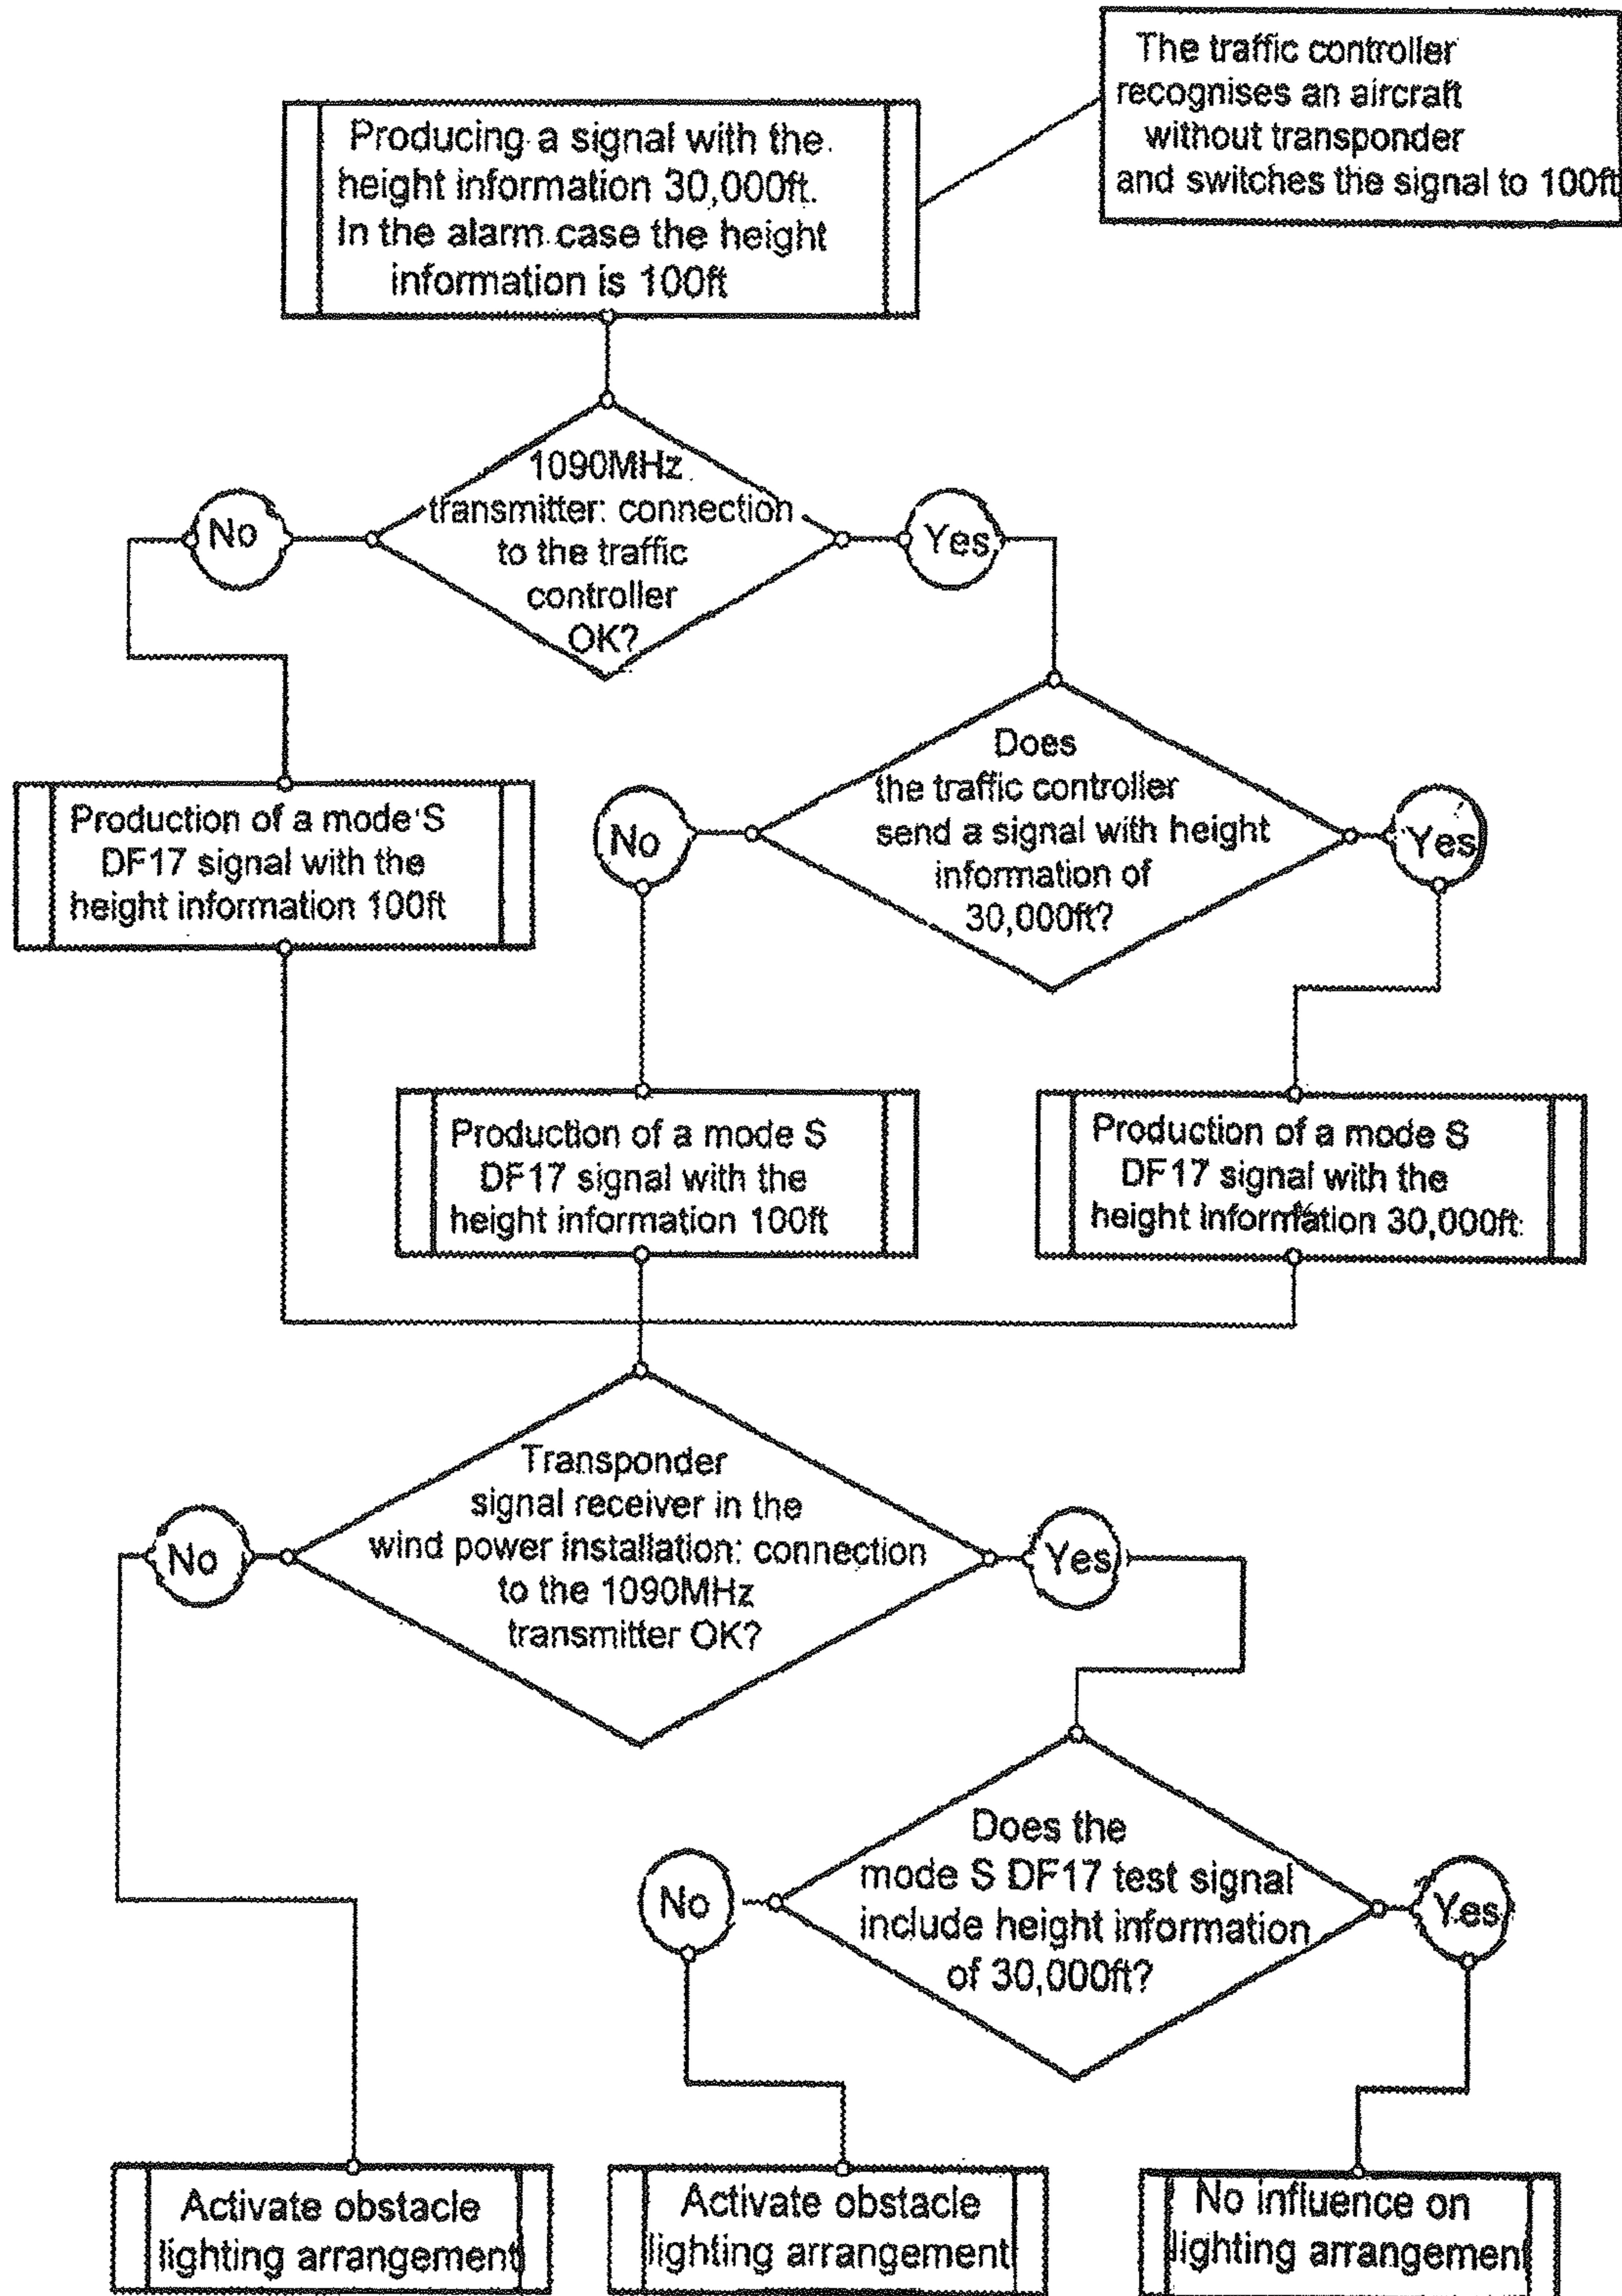 The traffic controller
recognises an aircraft
without transponder
and switches the signal to 100ft
Producing a signal with the
height information 30,000ft.
In the alarm case the height
information is 100ft
1090MHz
transmitter: connection
to the traffic
controller
OK?
No
Yes
Does
the traffic controller
send a signal with height
information of
30,000ft?
No
Yes
Production of a mode S
DF17 signal with the
height information 100ft
Production of a mode S
DF17 signal with the
height information 100ft
Production of a mode S
DF17 signal with the
height information 30,000ft
Transponder
signal receiver in the
wind power installation: connection
to the 1090MHz
transmitter OK?
No
Yes
Does the
mode S DF17 test signal
include height information
of 30,000ft?
No
Yes
Activate obstacle
lighting arrangement
Activate obstacle
lighting arrangement
No influence on
lighting arrangement